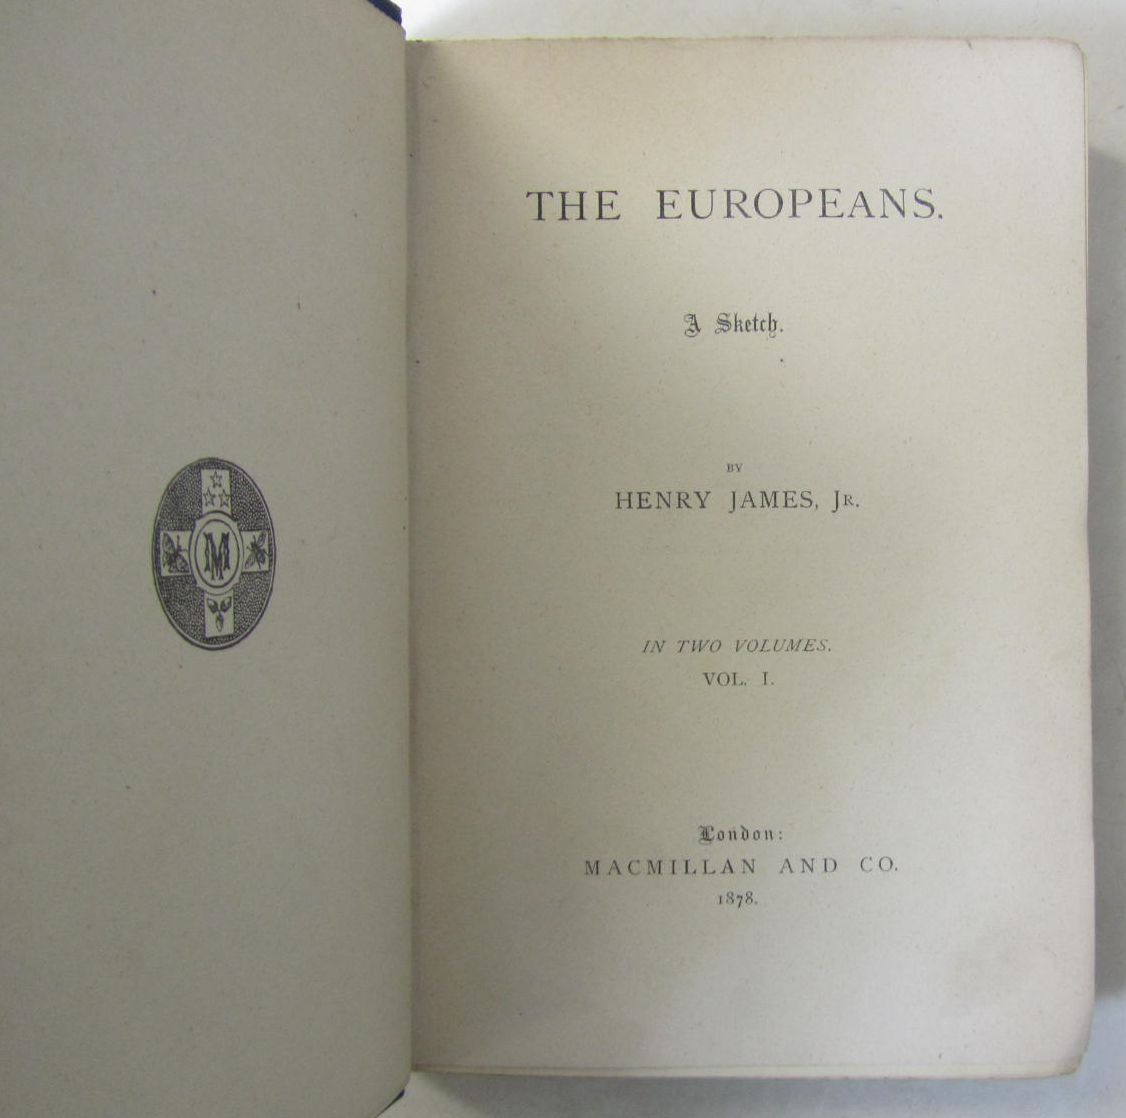 M
THE EUROPEANS.
A Sketch.
BY
HENRY JAMES, JR.
IN TWO VOLUMES.
VOL. I.
London:
MACMILLAN AND CO.
1878.